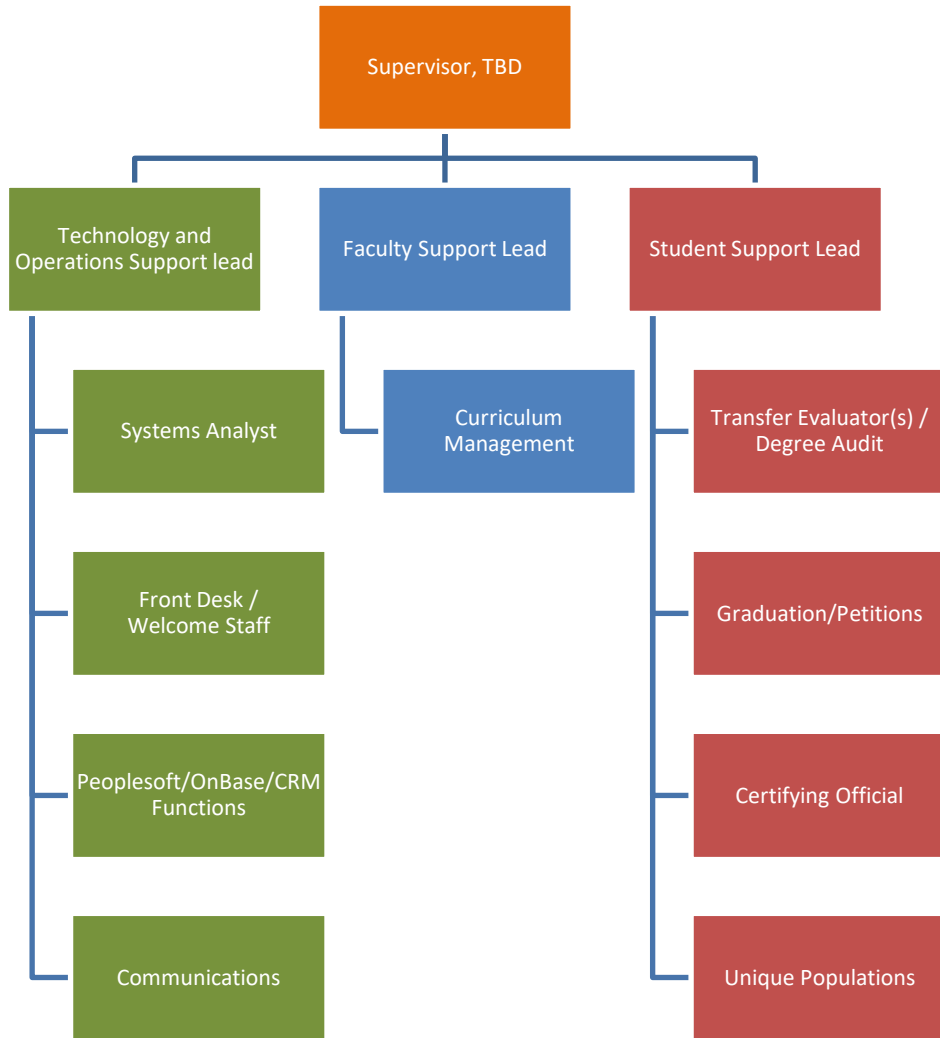 Supervisor, TBD
Technology and
Operations Support lead
Faculty Support Lead
Student Support Lead
Systems Analyst
Curriculum
Management
Transfer Evaluator(s) /
Degree Audit
Front Desk /
Welcome Staff
Graduation/Petitions
Peoplesoft/OnBase/CRM
Functions
Certifying Official
Communications
Unique Populations